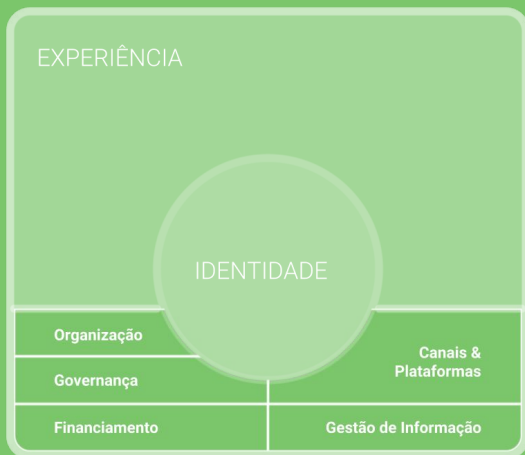 EXPERIÊNCIA
IDENTIDADE
Organização
Governança
Financiamento
Canais &
Plataformas
Gestão de Informação